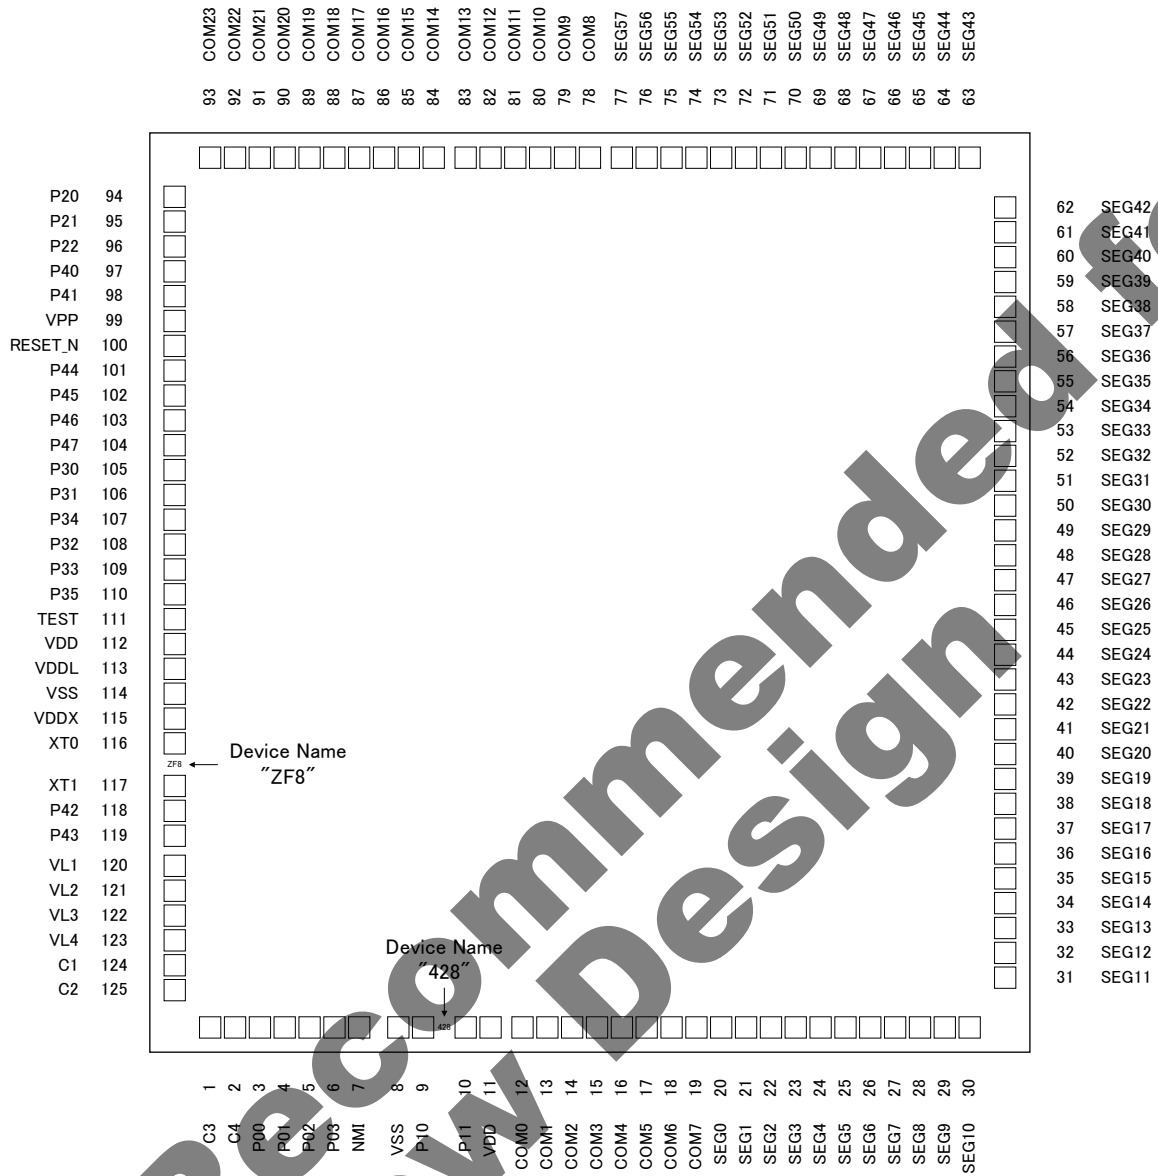 COM23 COM22 COM21 COM20 COM19 COM18 COM17 COM16 COM15 COM14 COM13 COM12 COM11 COM10 COM9 COM8 SEG57 SEG56 SEG55 SEG54 SEG53 SEG52 SEG51 SEG50 SEG49 SEG48 SEG47 SEG46 SEG45 SEG44 SEG43
93 92 91 90 89 88 87 86 85 84 83 82 81 80 79 78 77 76 75 74 73 72 71 70 69 68 67 66 65 64 63
P20 94
P21 95
P22 96
P40 97
P41 98
VPP 99
RESET_N 100
P44 101
P45 102
P46 103
P47 104
P30 105
P31 106
P34 107
P32 108
P33 109
P35 110
TEST 111
VDD 112
VDDL 113
VSS 114
VDDX 115
XT0 116
XT1 117
P42 118
P43 119
VL1 120
VL2 121
VL3 122
VL4 123
C1 124
C2 125
ZF8
Device Name
"ZF8"
Device Name
"428"
428
62 SEG42
61 SEG41
60 SEG40
59 SEG39
58 SEG38
57 SEG37
56 SEG36
55 SEG35
54 SEG34
53 SEG33
52 SEG32
51 SEG31
50 SEG30
49 SEG29
48 SEG28
47 SEG27
46 SEG26
45 SEG25
44 SEG24
43 SEG23
42 SEG22
41 SEG21
40 SEG20
39 SEG19
38 SEG18
37 SEG17
36 SEG16
35 SEG15
34 SEG14
33 SEG13
32 SEG12
31 SEG11
1 2 3 4 5 6 7 8 9 10 11 12 13 14 15 16 17 18 19 20 21 22 23 24 25 26 27 28 29 30
C3 C4 P00 P01 P02 P03 NMI VSS P10 P11 VDD COM0 COM1 COM2 COM3 COM4 COM5 COM6 COM7 SEG0 SEG1 SEG2 SEG3 SEG4 SEG5 SEG6 SEG7 SEG8 SEG9 SEG10
Recommended
Design